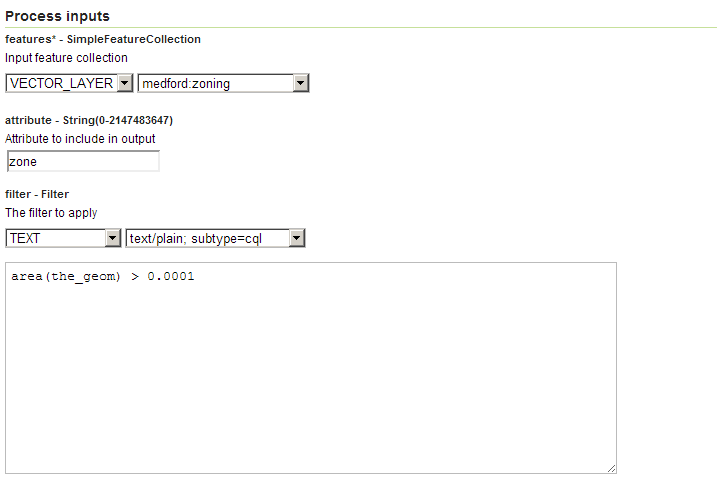 Process inputs
features* - SimpleFeatureCollection
Input feature collection
VECTOR_LAYER medford:zoning
attribute - String(0-2147483647)
Attribute to include in output
zone
filter - Filter
The filter to apply
TEXT text/plain; subtype=cql
area(the_geom) > 0.0001